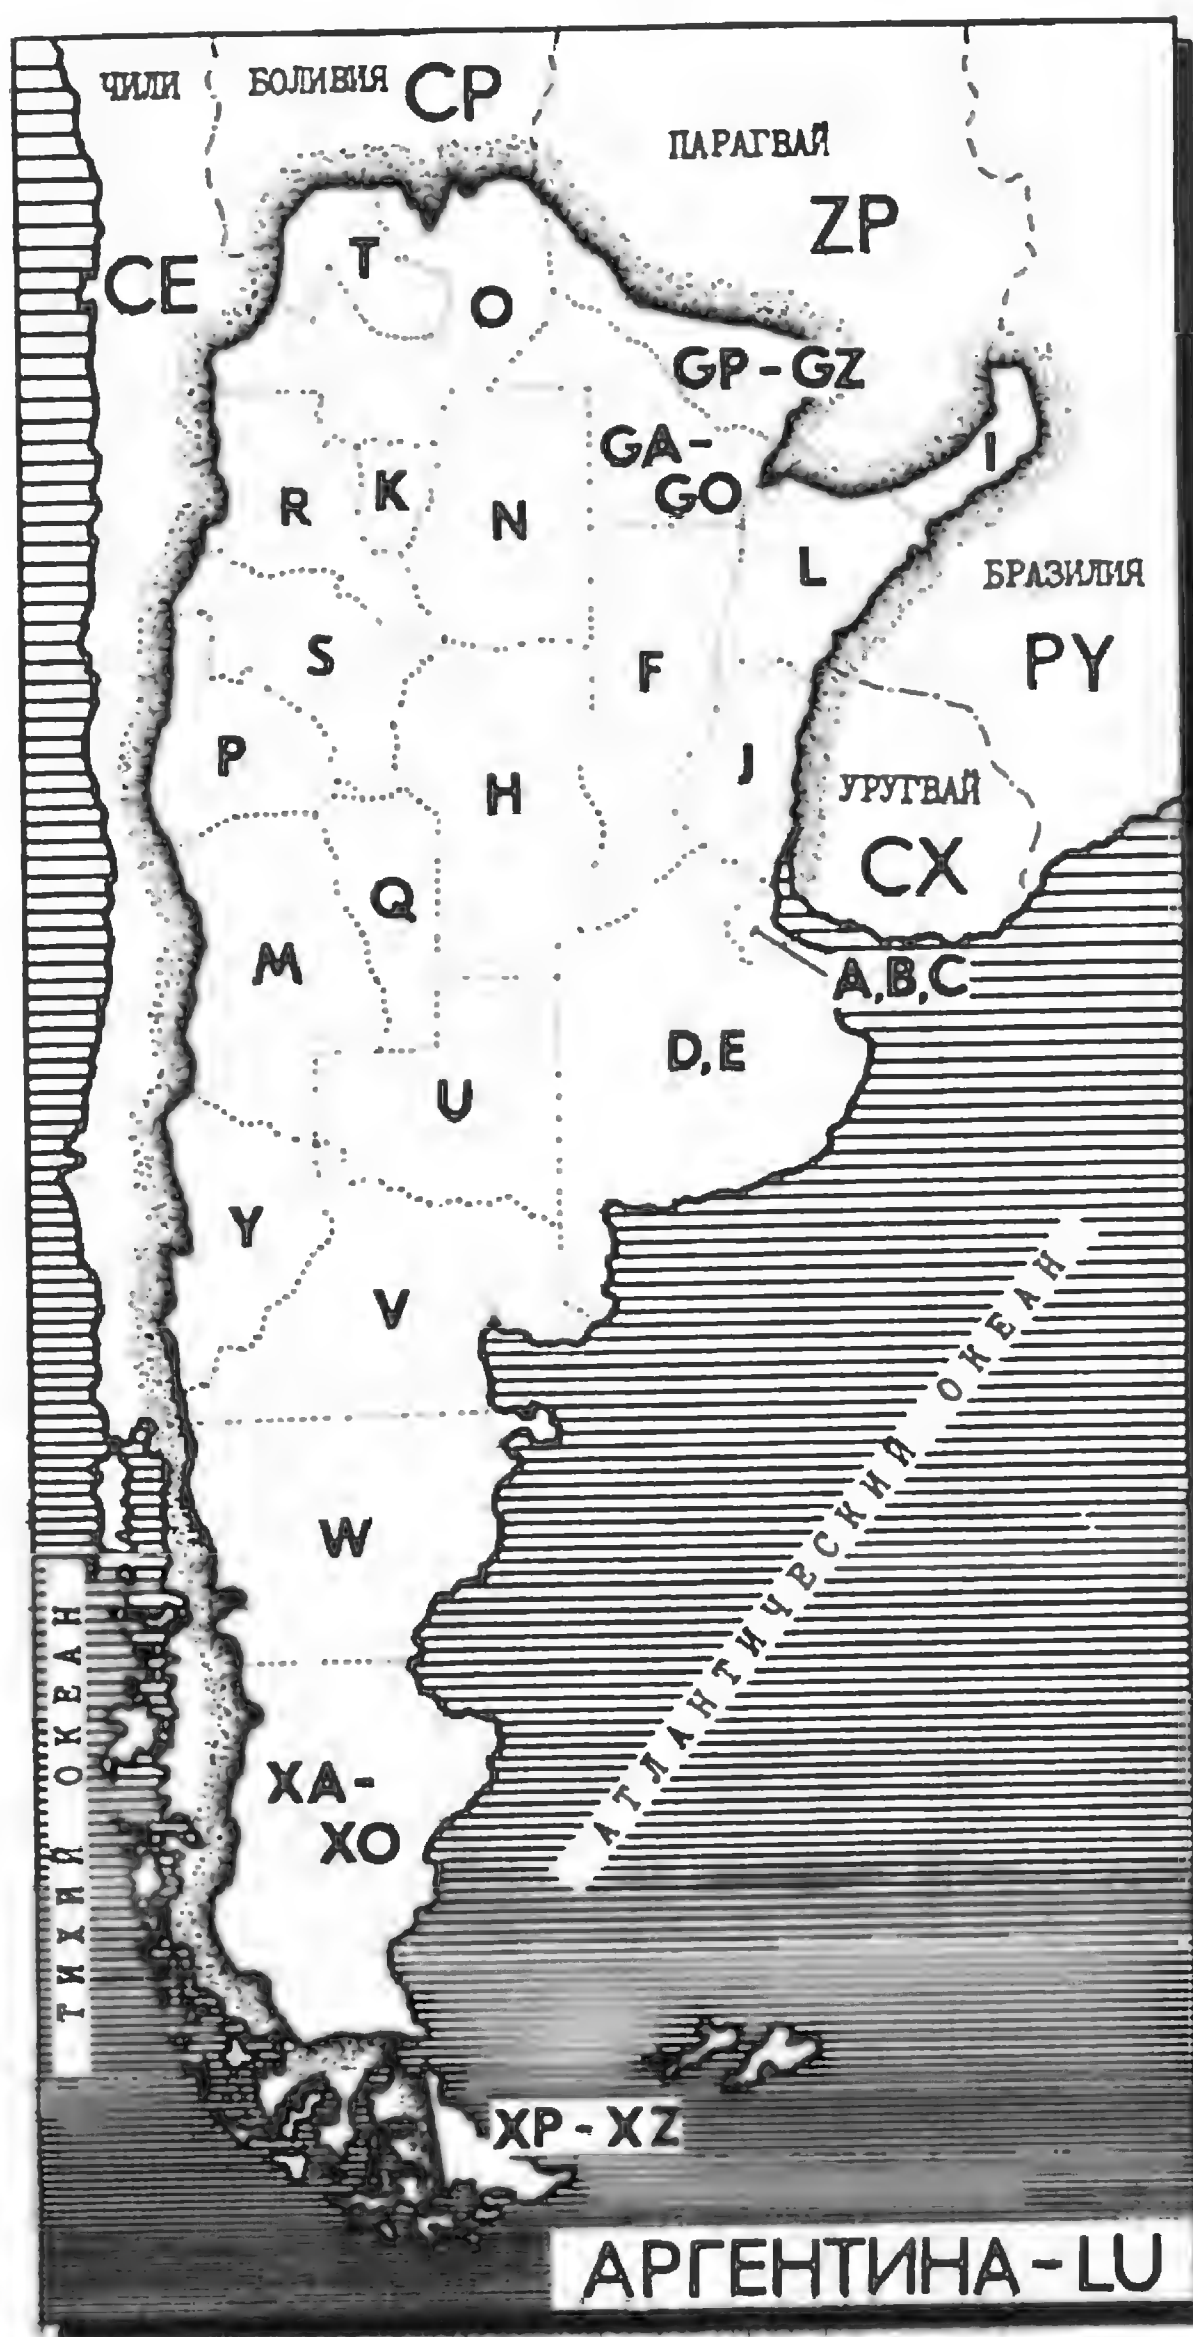 ЧИЛИ
БОЛИВИЯ CP
ПАРАГВАЙ
ZP
CE
T
O
GP-GZ
GA-
GO
I
R
K
N
L
БРАЗИЛИЯ
PY
S
F
P
H
J
УРУГВАЙ
CX
Q
M
A,B,C
D,E
U
Y
V
W
XA-
XO
АТЛАНТИЧЕСКИЙ ОКЕАН
ТИХИЙ ОКЕАН
XP-XZ
АРГЕНТИНА-LU